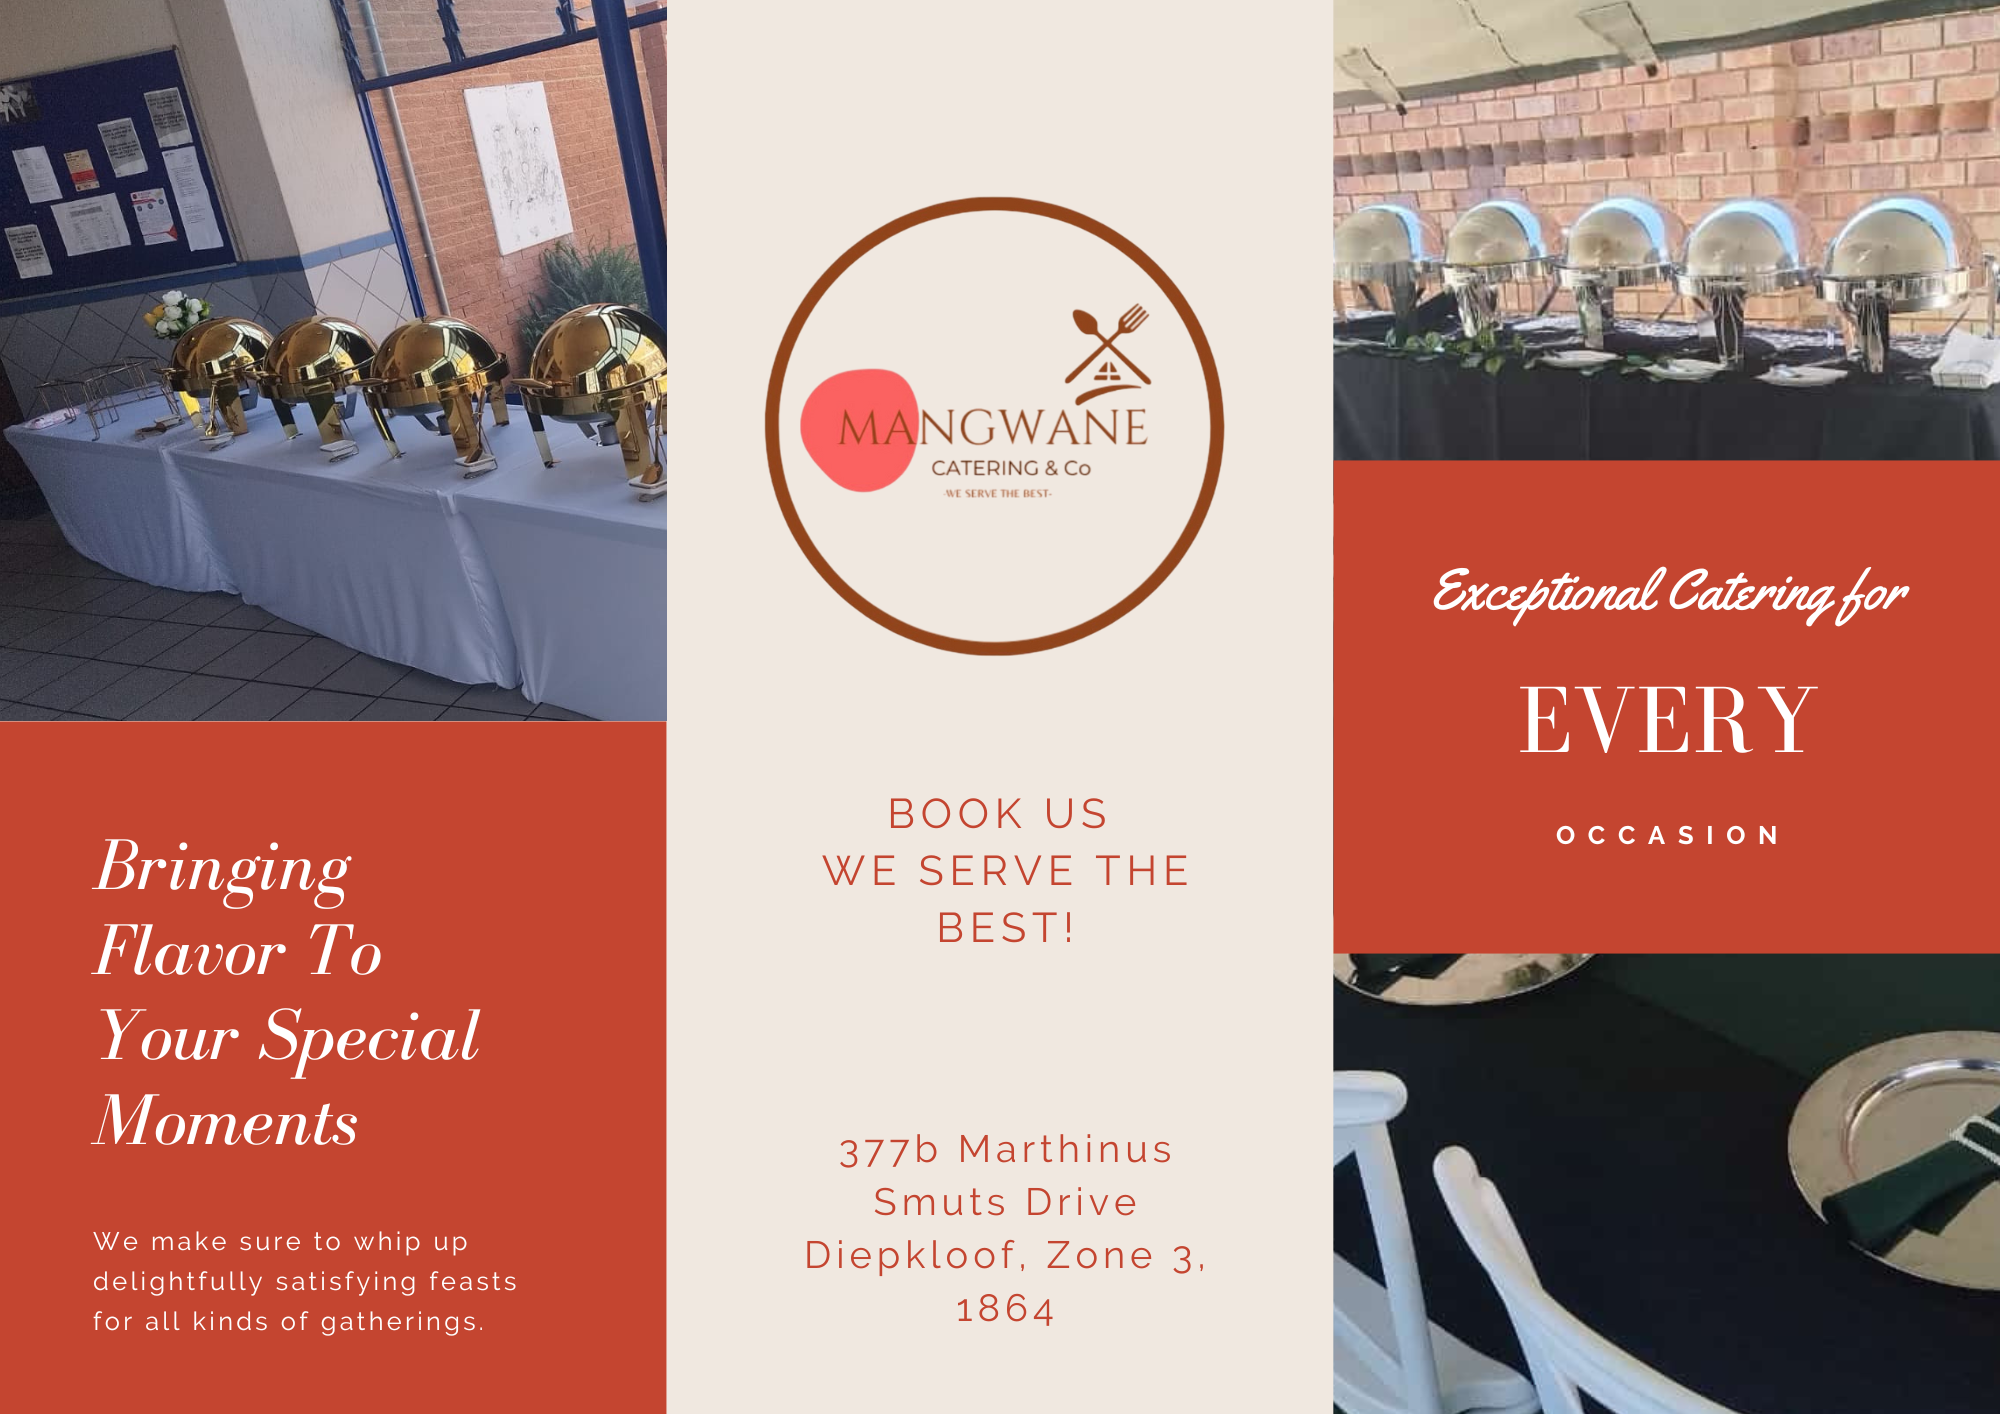 Bringing
Flavor To
Your Special
Moments
We make sure to whip up
delightfully satisfying feasts
for all kinds of gatherings.
MANGWANE
CATERING & Co
-WE SERVE THE BEST-
BOOK US
WE SERVE THE
BEST!
377b Marthinus
Smuts Drive
Diepkloof, Zone 3,
1864
Exceptional Catering for
EVERY
OCCASION